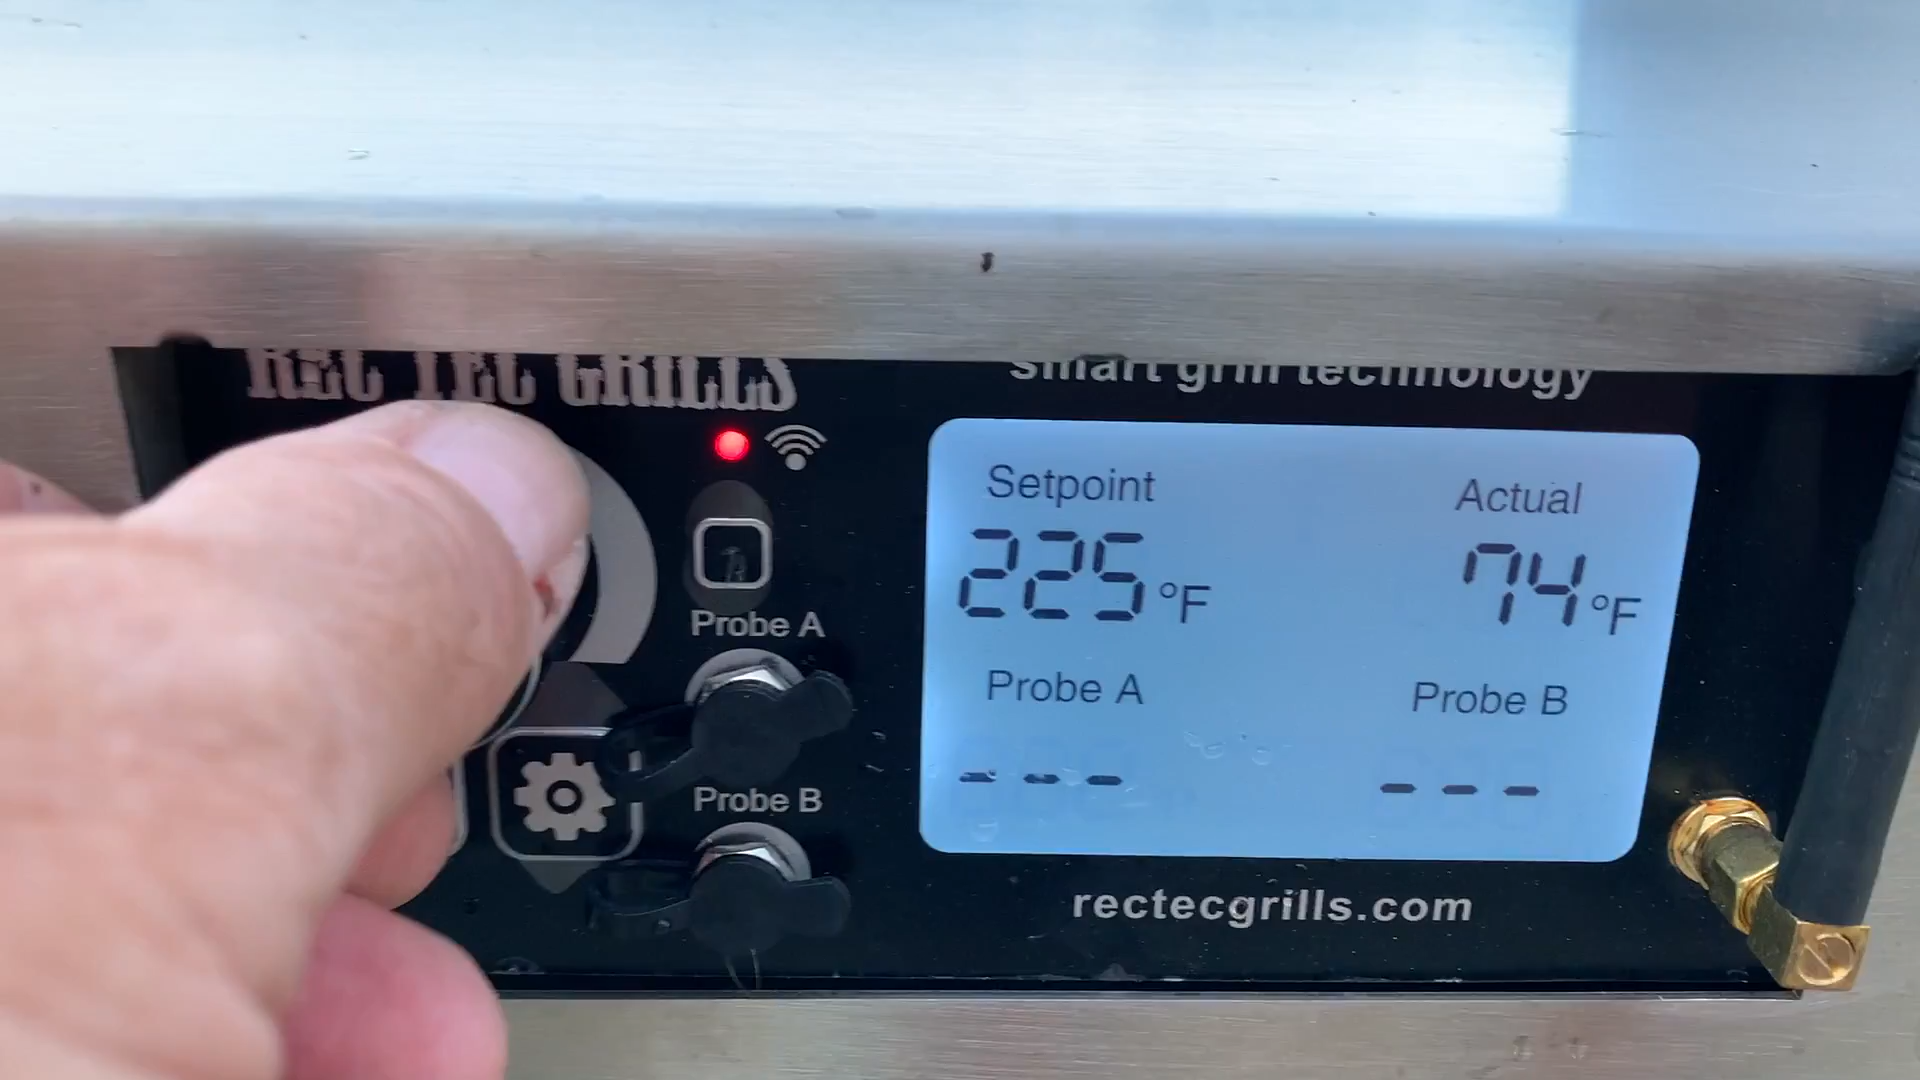 REC TEC GRILLS
smart grill technology
Setpoint
Actual
225 °F
74 °F
Probe A
Probe B
- - -
- - -
Probe A
Probe B
rectecgrills.com